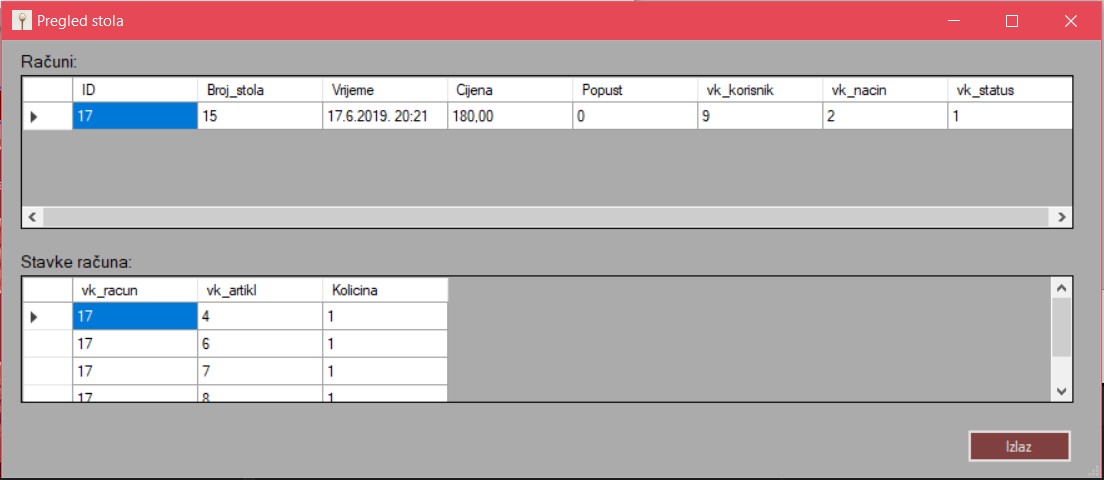 Pregled stola
Računi:
ID Broj_stola Vrijeme Cijena Popust vk_korisnik vk_nacin vk_status
17 15 17.6.2019. 20:21 180,00 0 9 2 1
Stavke računa:
vk_racun vk_artikl Kolicina
17 4 1
17 6 1
17 7 1
17 8 1
Izlaz